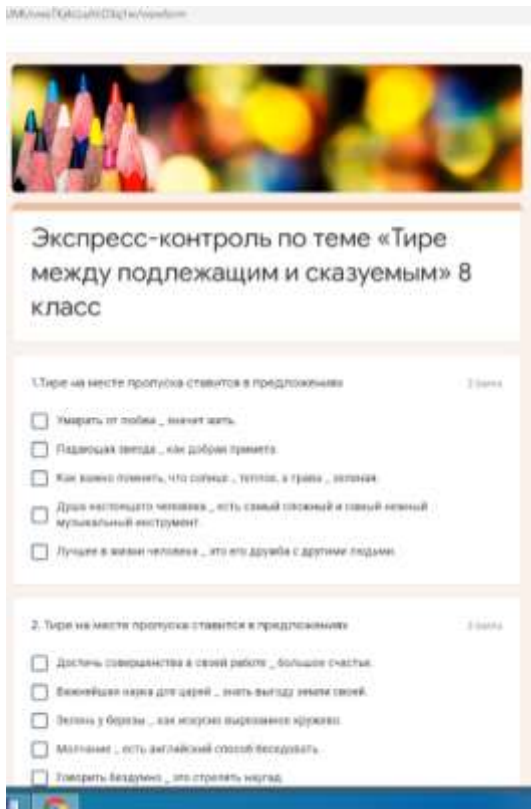 Экспресс-контроль по теме «Тире
между подлежащим и сказуемым» 8
класс
1.Тире на месте пропуска ставится в предложениях
Умирать от любви _ значит жить.
Падающая звезда _ как добрая примета.
Как важно помнить, что солнце _ теплое, а трава _ зеленая.
Душа настоящего человека _ есть самый сложный и самый нежный
музыкальный инструмент.
Лучшее в жизни человека _ это его дружба с другими людьми.
2. Тире на месте пропуска ставится в предложениях
Достичь совершенства в своей работе _ большое счастье.
Важнейшая наука для царей _ знать выгоду земли своей.
Зелень у березы _ как искусно вырезанное кружево.
Молчание _ есть английский способ беседовать.
Говорить бездумно _ это стрелять наугад.